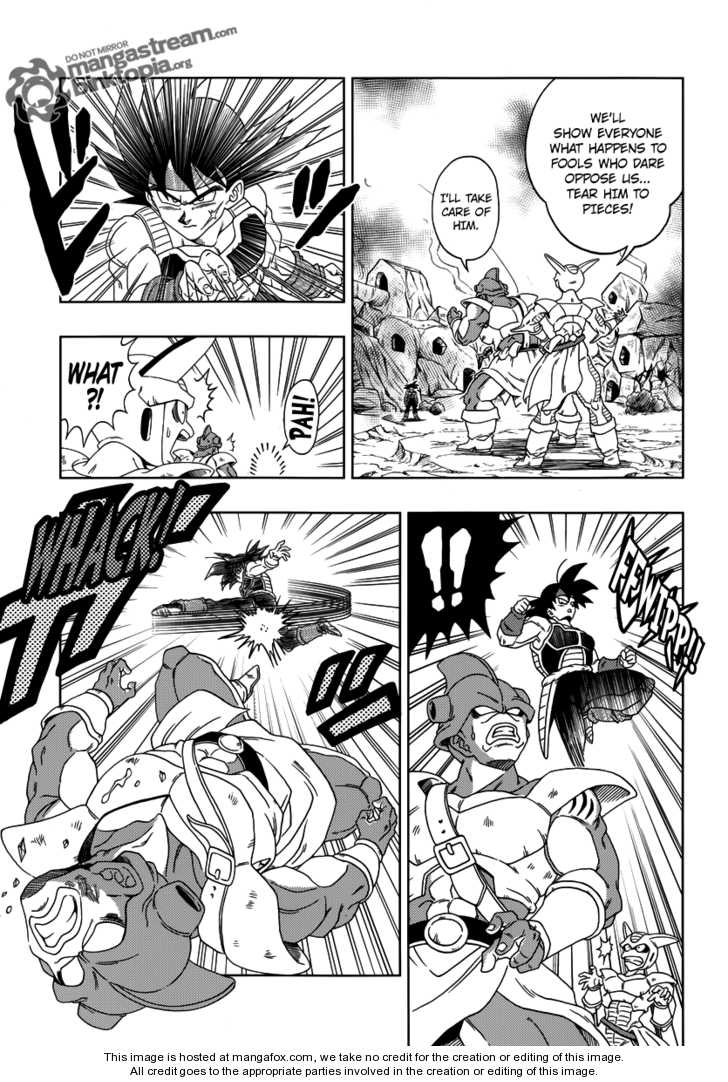 DO NOT MIRROR
mangastream.com
Binktopia.org
WE'LL
SHOW EVERYONE
WHAT HAPPENS TO
FOOLS WHO DARE
OPPOSE US...
TEAR HIM TO
PIECES!
I'LL TAKE
CARE OF
HIM.
WHAT
?!
PAH!
!!
FFWIPP!!
WHACK!
This image is hosted at mangafox.com, we take no credit for the creation or editing of this image.
All credit goes to the appropriate parties involved in the creation or editing of this image.